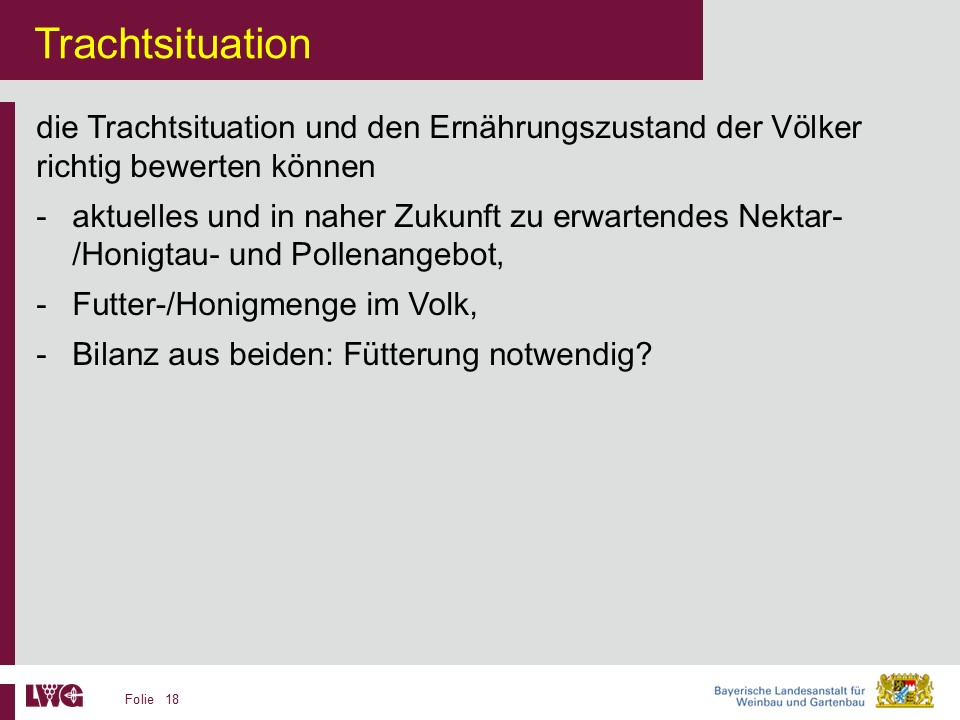 Trachtsituation
die Trachtsituation und den Ernährungszustand der Völker
richtig bewerten können
- aktuelles und in naher Zukunft zu erwartendes Nektar-
/Honigtau- und Pollenangebot,
- Futter-/Honigmenge im Volk,
- Bilanz aus beiden: Fütterung notwendig?
LWG
Folie 18
Bayerische Landesanstalt für
Weinbau und Gartenbau